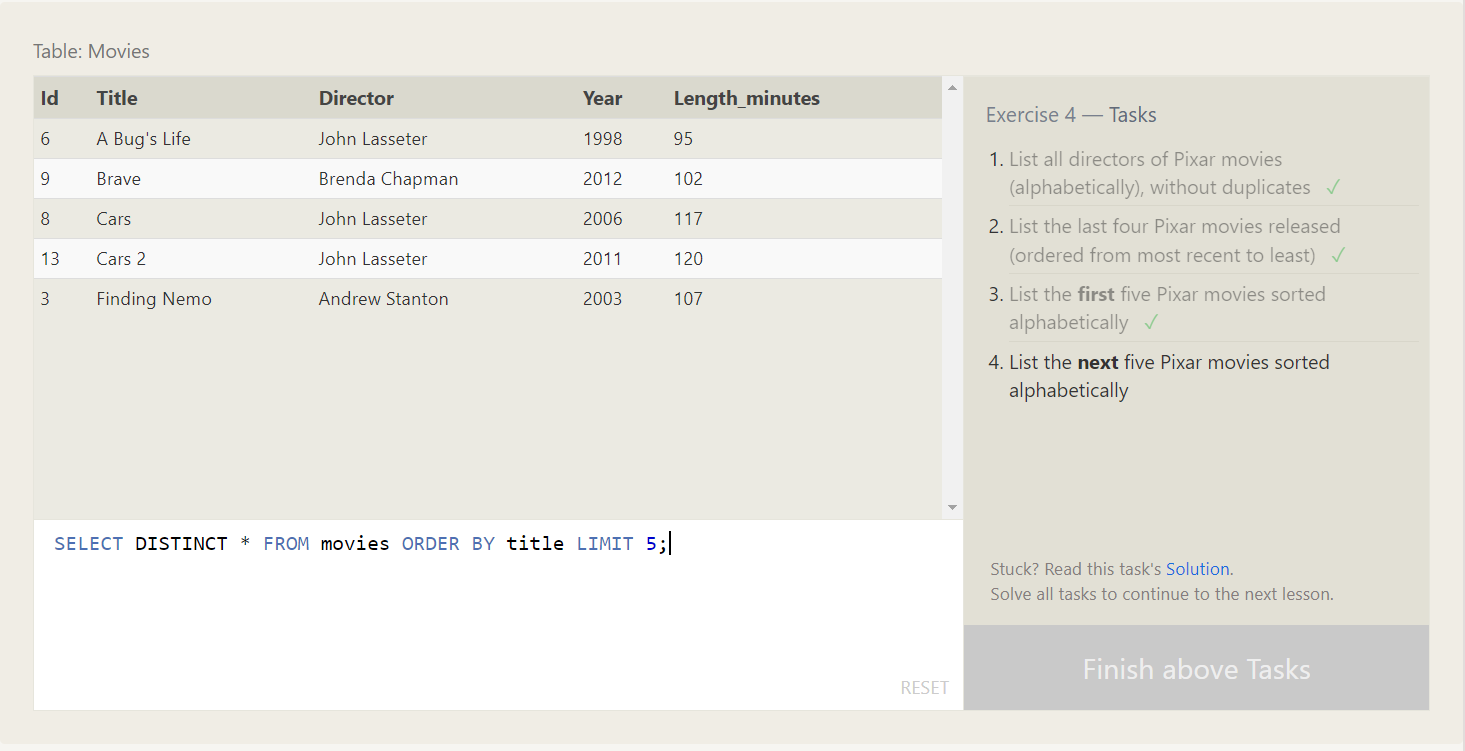 Table: Movies
Id Title Director Year Length_minutes
6 A Bug's Life John Lasseter 1998 95
9 Brave Brenda Chapman 2012 102
8 Cars John Lasseter 2006 117
13 Cars 2 John Lasseter 2011 120
3 Finding Nemo Andrew Stanton 2003 107
SELECT DISTINCT * FROM movies ORDER BY title LIMIT 5;
RESET
Exercise 4 — Tasks
1. List all directors of Pixar movies
(alphabetically), without duplicates ✓
2. List the last four Pixar movies released
(ordered from most recent to least) ✓
3. List the first five Pixar movies sorted
alphabetically ✓
4. List the next five Pixar movies sorted
alphabetically
Stuck? Read this task's Solution.
Solve all tasks to continue to the next lesson.
Finish above Tasks